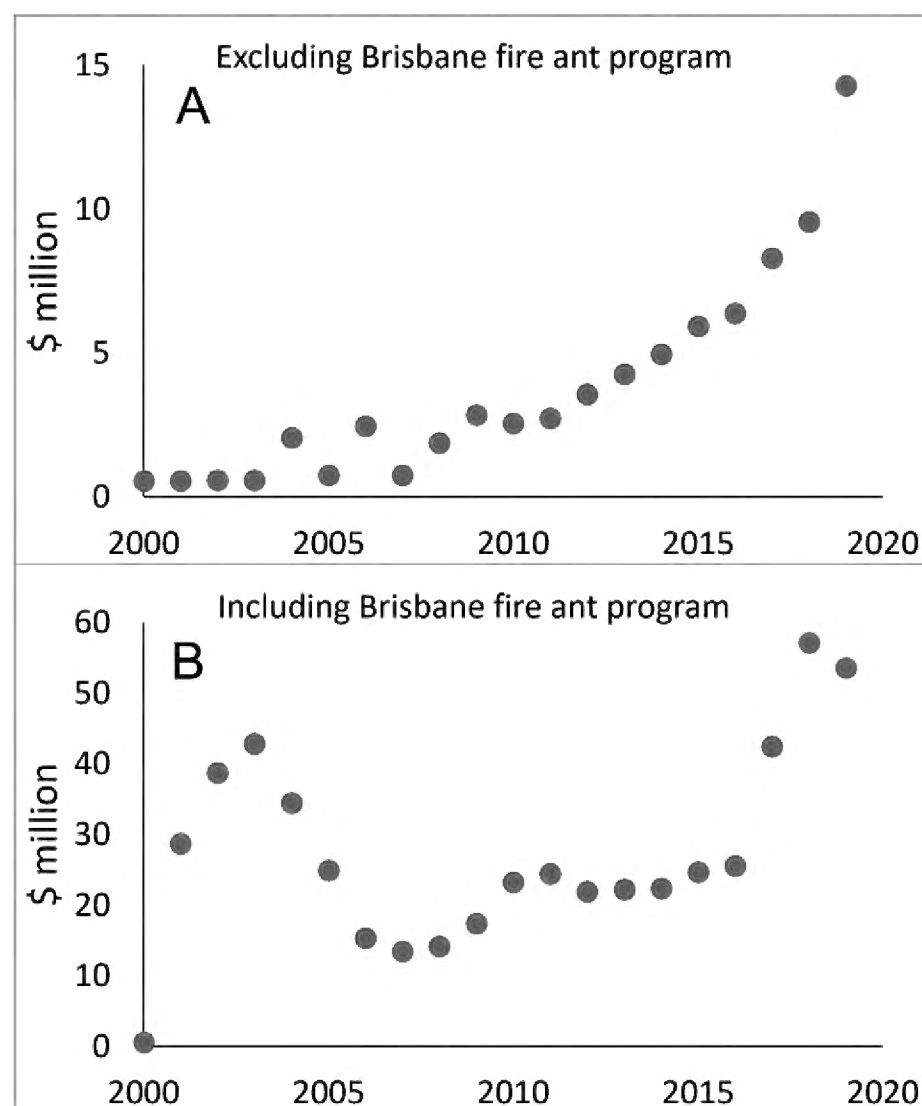 Excluding Brisbane fire ant program
A
15
10
5
0
$ million
2000 2005 2010 2015 2020
Including Brisbane fire ant program
B
60
50
40
30
20
10
0
$ million
2000 2005 2010 2015 2020